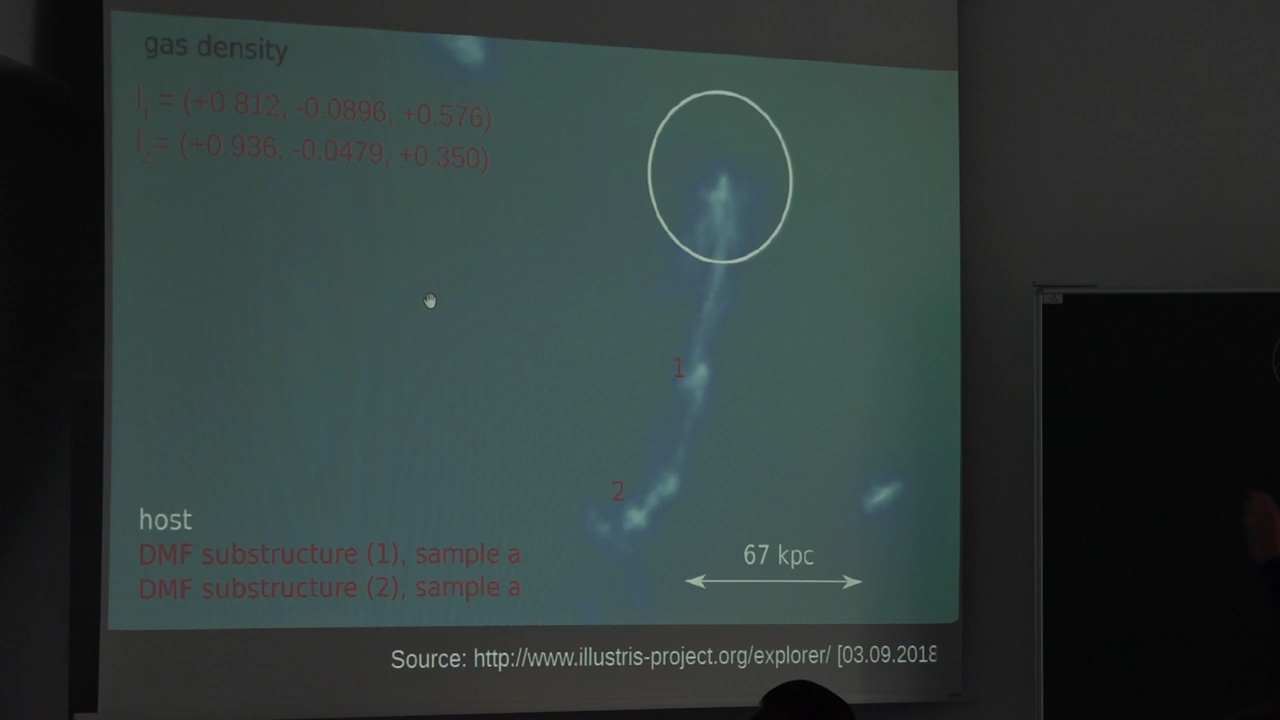 gas density
l₁ = (+0.812, -0.0896, +0.576)
l₂ = (+0.936, -0.0479, +0.350)
1
2
67 kpc
host
DMF substructure (1), sample a
DMF substructure (2), sample a
Source: http://www.illustris-project.org/explorer/ [03.09.2018